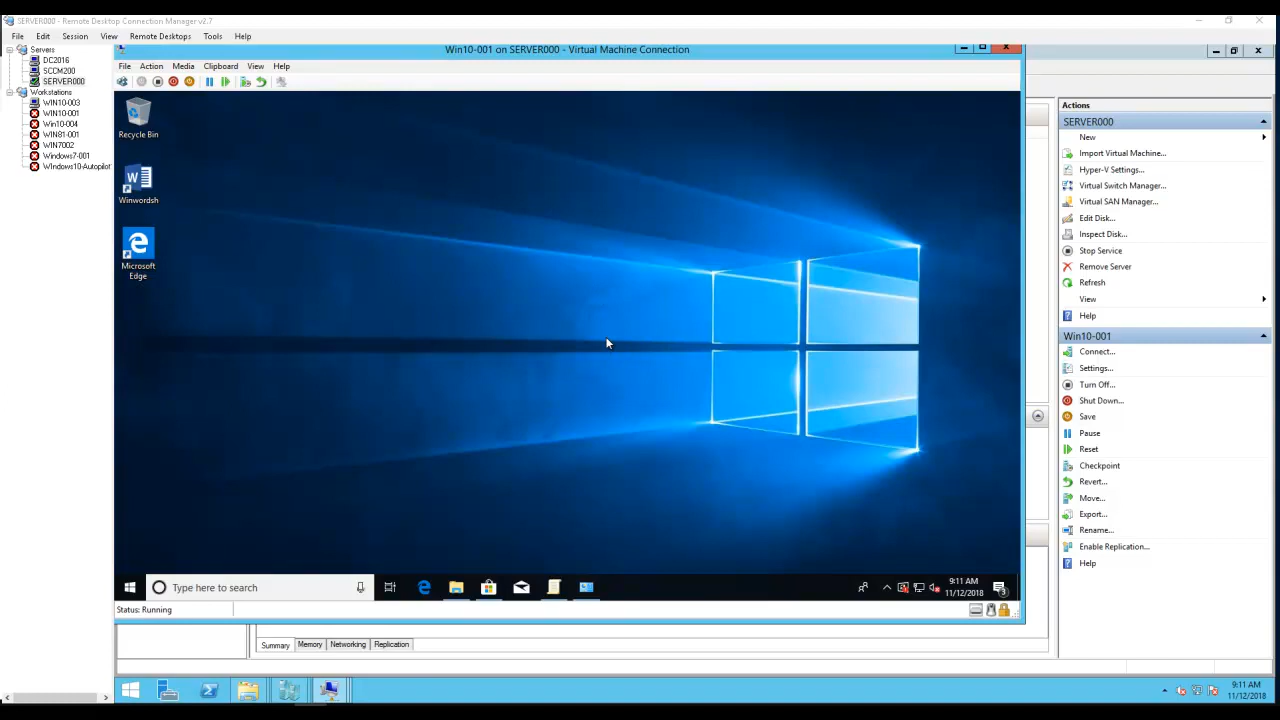 SERVER000 - Remote Desktop Connection Manager v2.7
File Edit Session View Remote Desktops Tools Help
Servers
DC2016
SCCM200
SERVER000
Workstations
WIN10-003
WIN10-001
Win10-004
WIN81-001
WIN7002
Windows7-001
WIndows10-Autopilot
Win10-001 on SERVER000 - Virtual Machine Connection
File Action Media Clipboard View Help
Recycle Bin
Winwordsh
Microsoft
Edge
Type here to search
9:11 AM
11/12/2018
3
Status: Running
Summary Memory Networking Replication
Actions
SERVER000
New
Import Virtual Machine...
Hyper-V Settings...
Virtual Switch Manager...
Virtual SAN Manager...
Edit Disk...
Inspect Disk...
Stop Service
Remove Server
Refresh
View
Help
Win10-001
Connect...
Settings...
Turn Off...
Shut Down...
Save
Pause
Reset
Checkpoint
Revert...
Move...
Export...
Rename...
Enable Replication...
Help
9:11 AM
11/12/2018